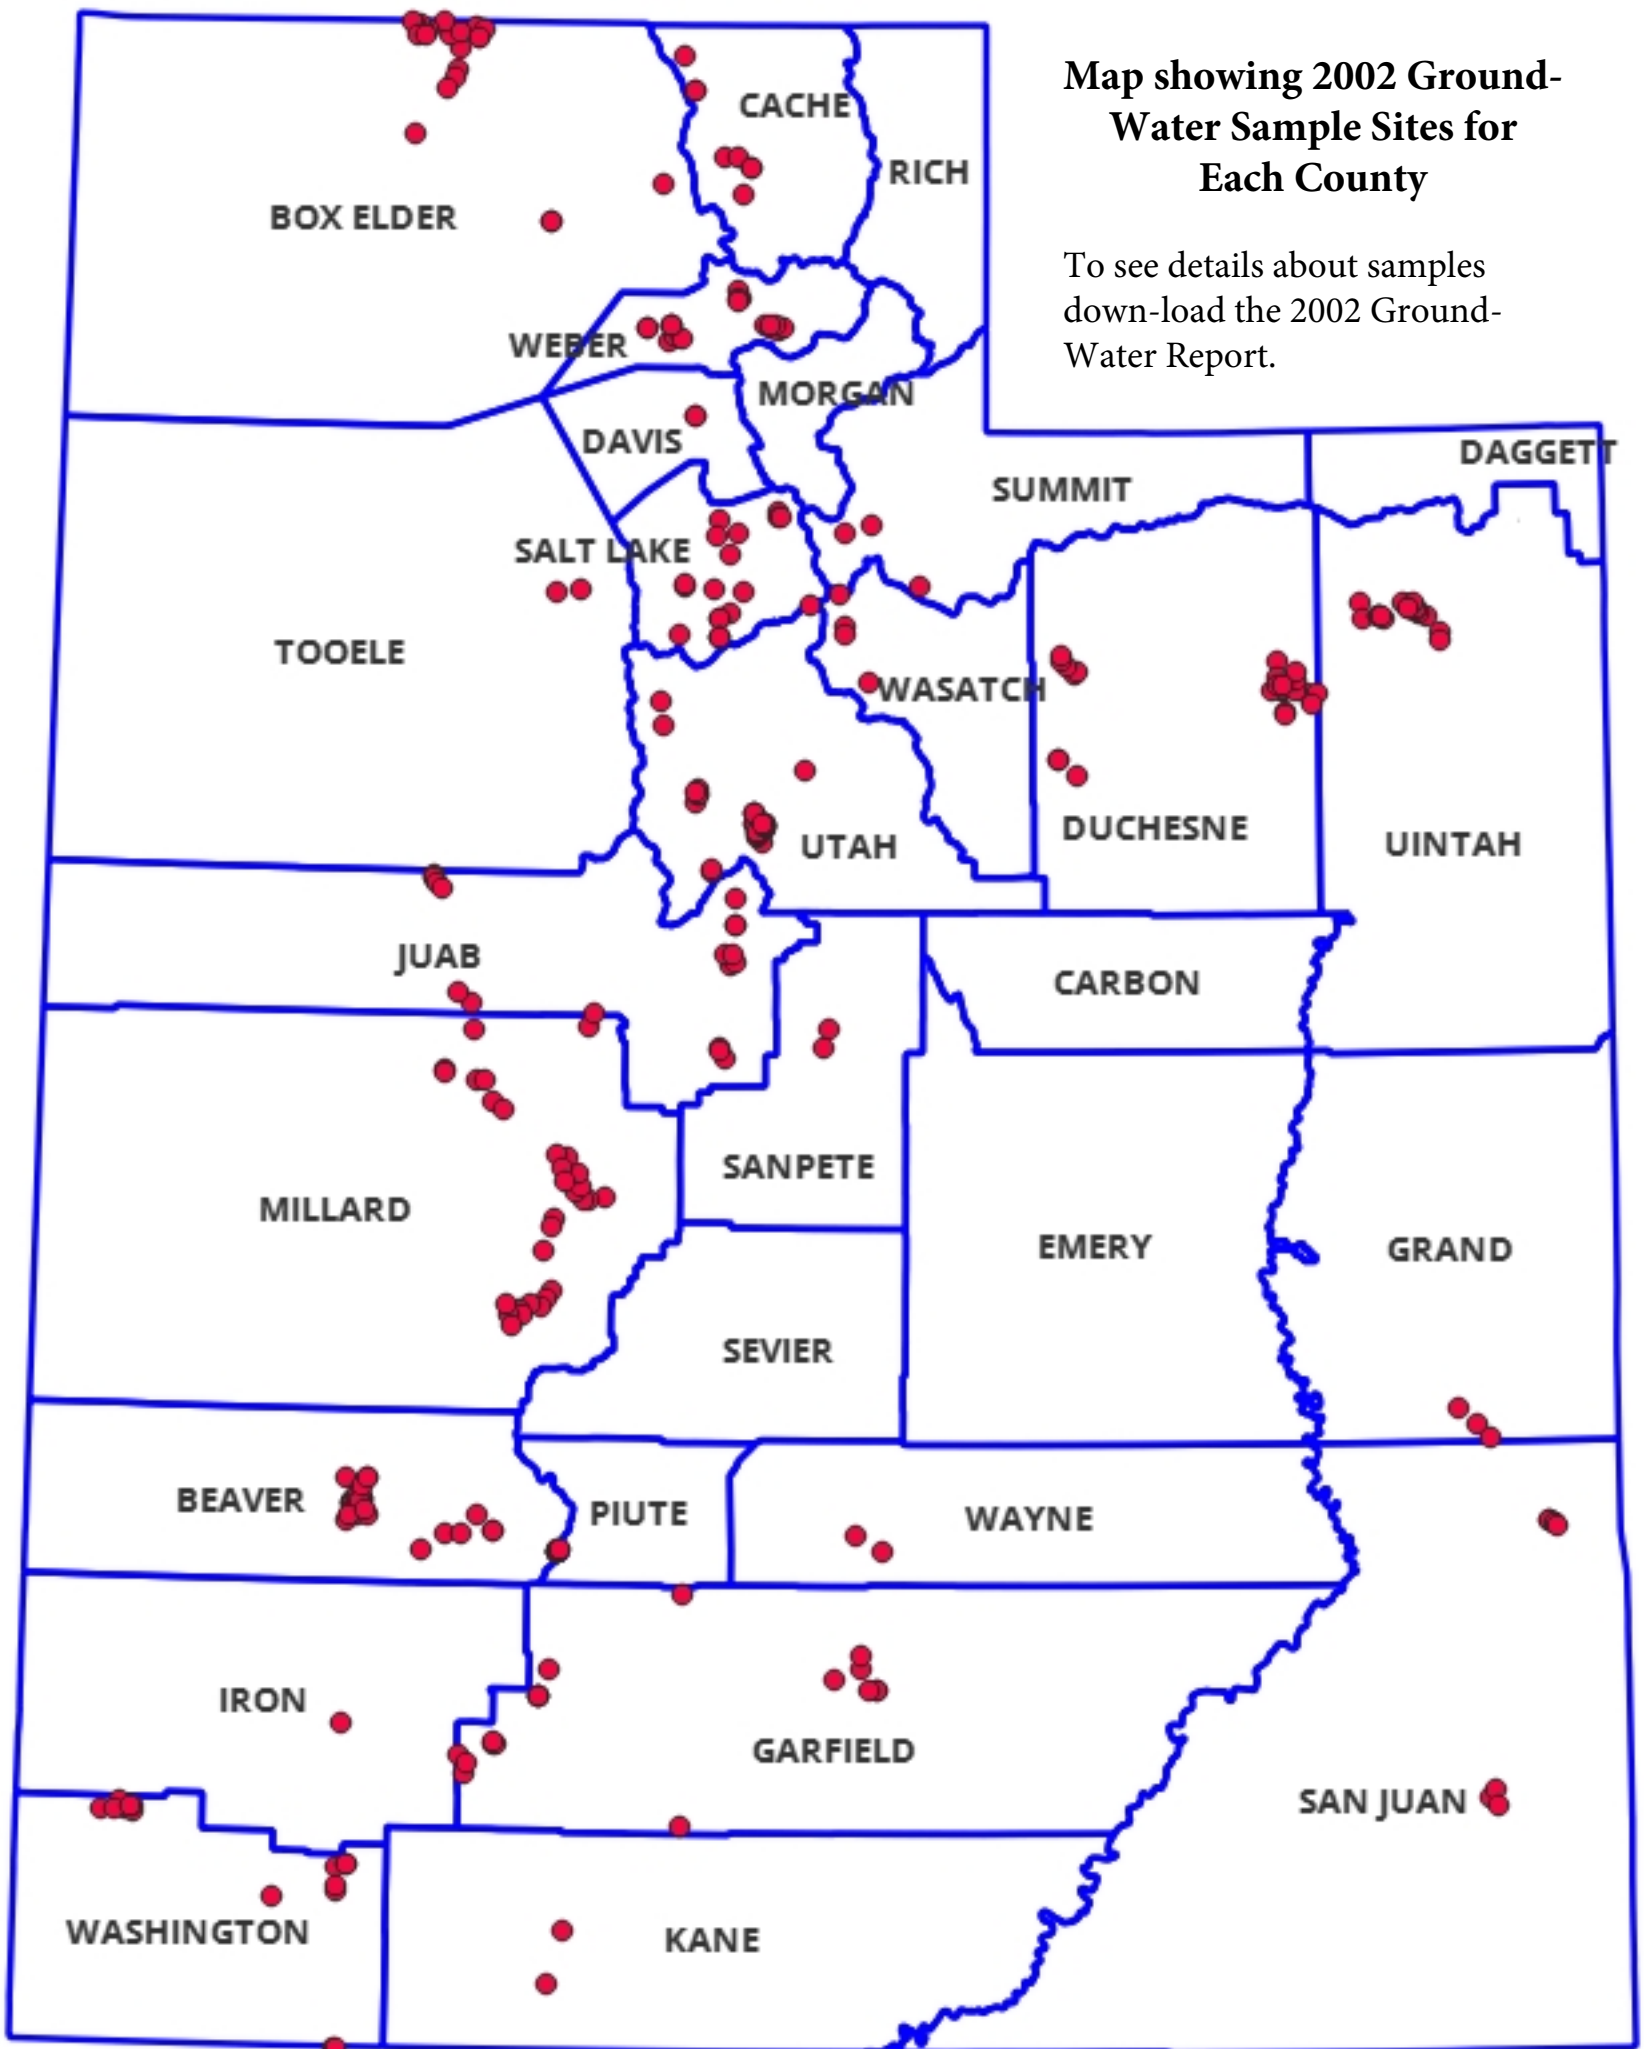 Map showing 2002 Ground-
Water Sample Sites for
Each County
To see details about samples
down-load the 2002 Ground-
Water Report.
CACHE
RICH
BOX ELDER
WEBER
MORGAN
DAVIS
DAGGETT
SUMMIT
SALT LAKE
TOOELE
WASATCH
DUCHESNE
UTAH
UINTAH
JUAB
CARBON
SANPETE
MILLARD
EMERY
GRAND
SEVIER
BEAVER
PIUTE
WAYNE
IRON
GARFIELD
SAN JUAN
WASHINGTON
KANE